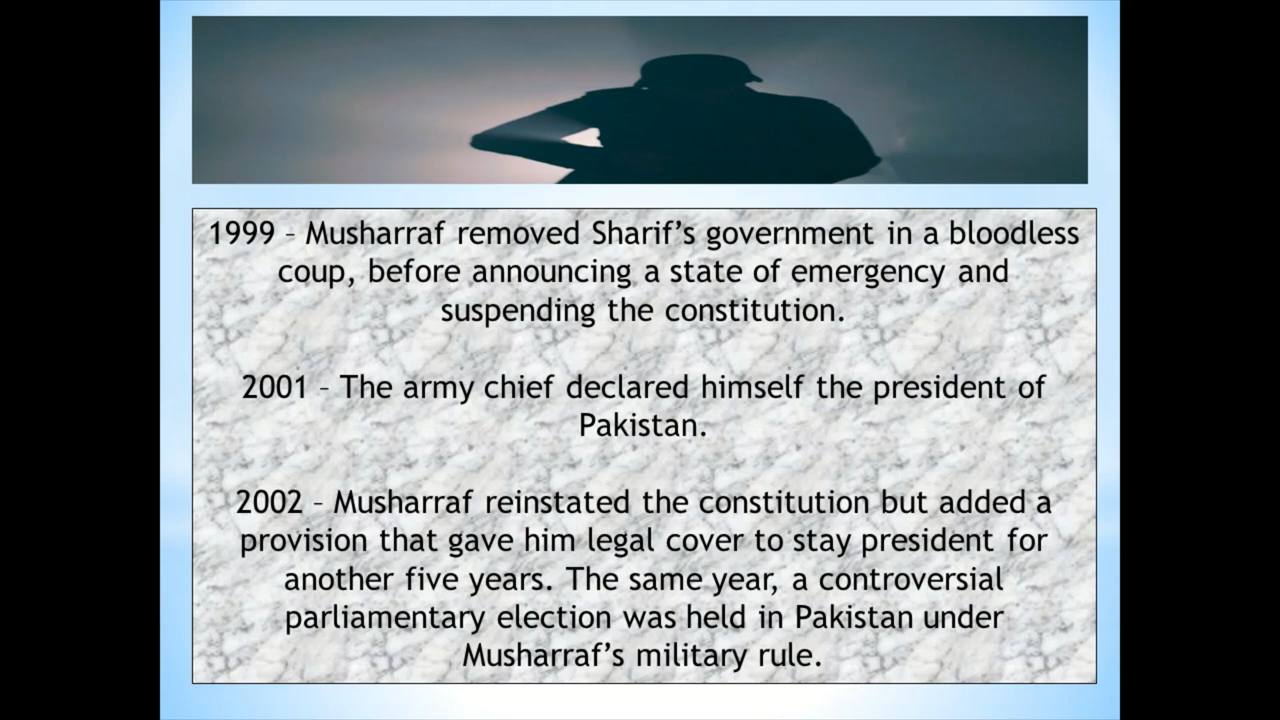 1999 – Musharraf removed Sharif’s government in a bloodless
coup, before announcing a state of emergency and
suspending the constitution.
2001 – The army chief declared himself the president of
Pakistan.
2002 – Musharraf reinstated the constitution but added a
provision that gave him legal cover to stay president for
another five years. The same year, a controversial
parliamentary election was held in Pakistan under
Musharraf’s military rule.